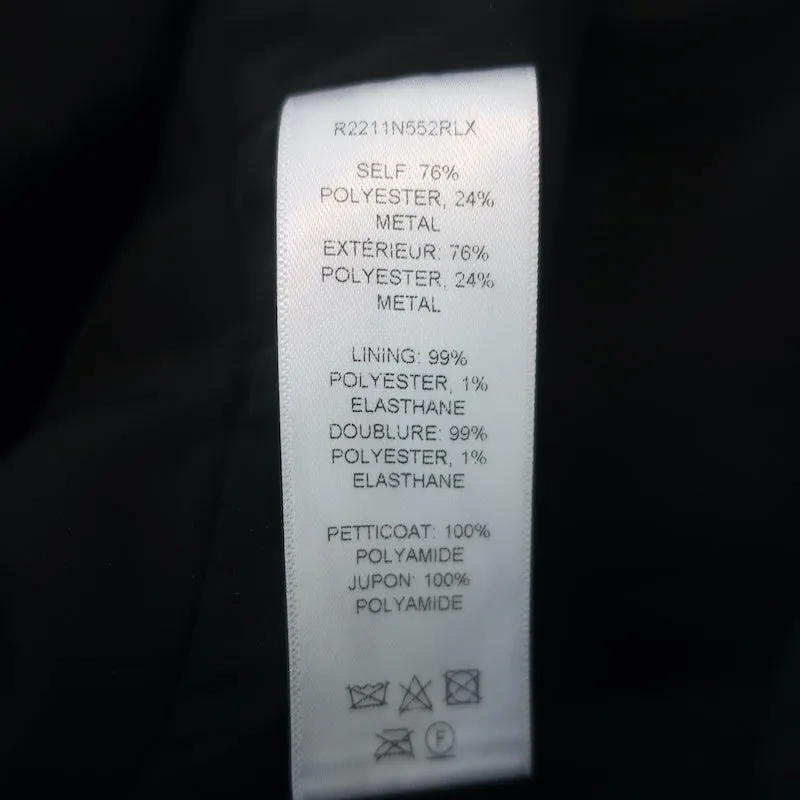 R2211N552RLX
SELF: 76%
POLYESTER, 24%
METAL
EXTÉRIEUR: 76%
POLYESTER, 24%
METAL
LINING: 99%
POLYESTER, 1%
ELASTHANE
DOUBLURE: 99%
POLYESTER, 1%
ELASTHANE
PETTICOAT: 100%
POLYAMIDE
JUPON: 100%
POLYAMIDE
F